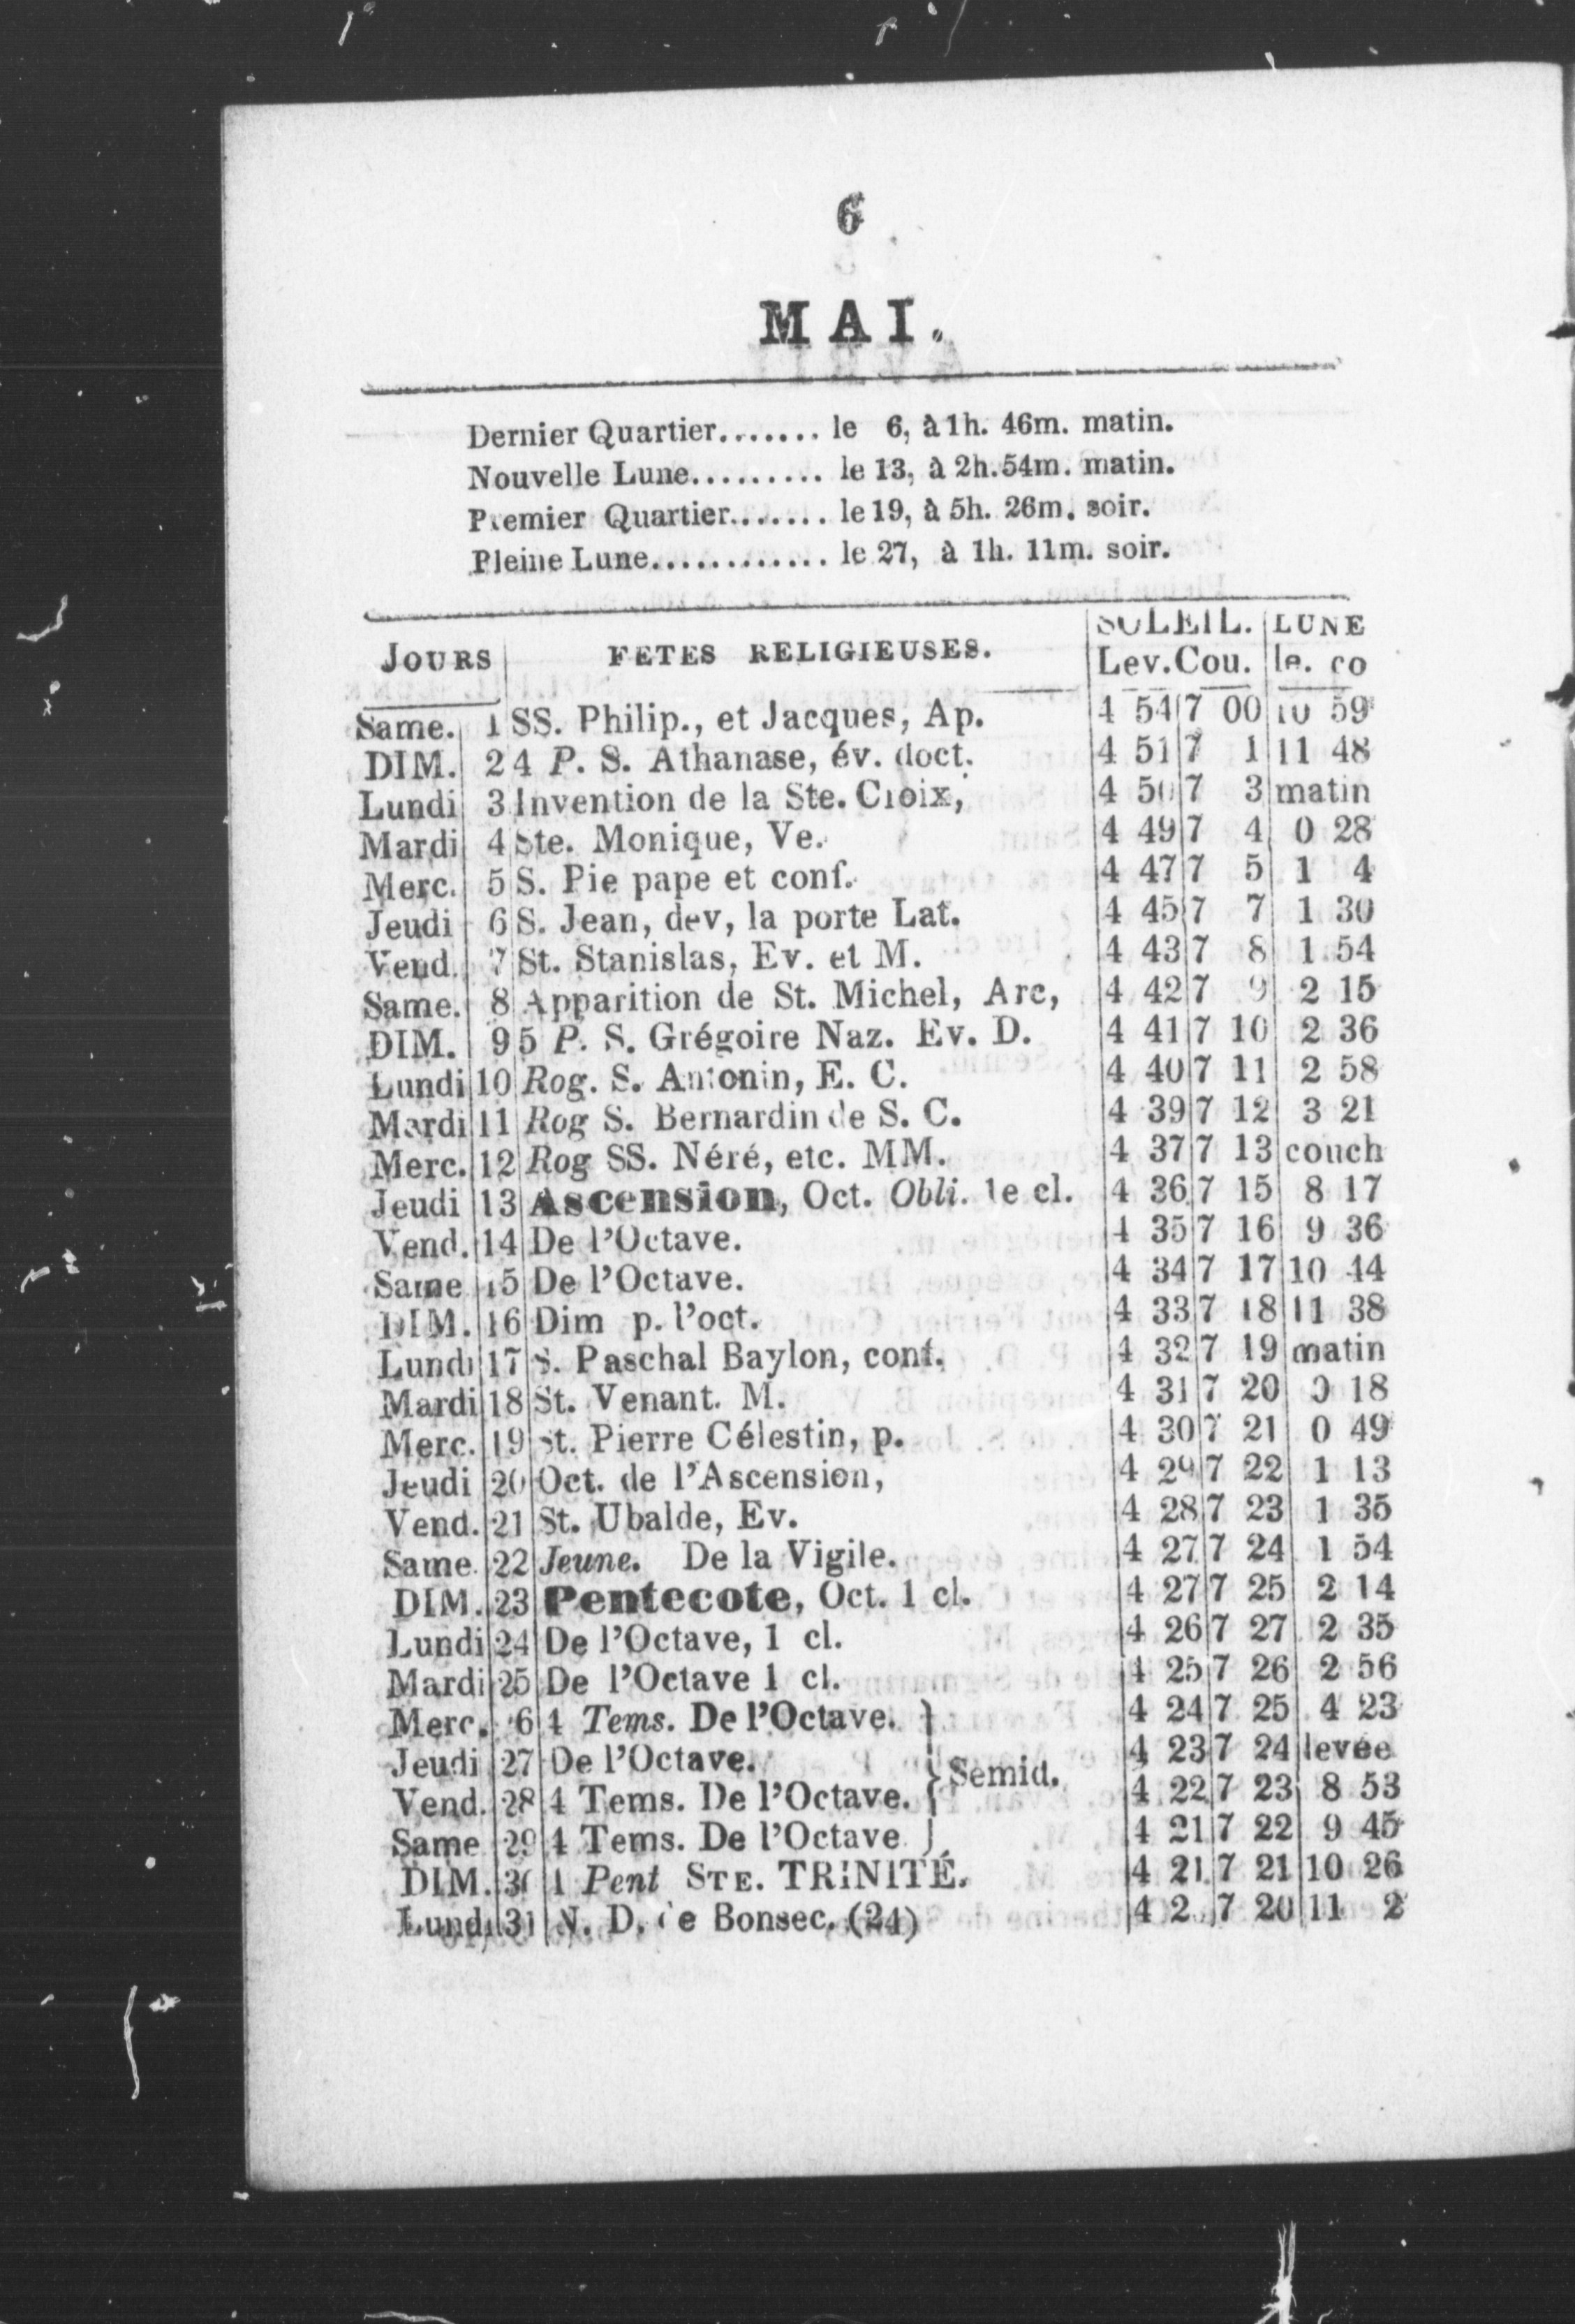 6
MAI.
Dernier Quartier....... le 6, à 1h. 46m. matin.
Nouvelle Lune......... le 13, à 2h. 54m. matin.
Premier Quartier....... le 19, à 5h. 26m. soir.
Pleine Lune............ le 27, à 1h. 11m. soir.
JOURS FETES RELIGIEUSES. SOLEIL. LUNE
Lev. Cou. le. co
Same. 1 SS. Philip., et Jacques, Ap. 4 54 7 00 10 59
DIM. 2 4 P. S. Athanase, év. doct. 4 51 7 1 11 48
Lundi 3 Invention de la Ste. Croix, 4 50 7 3 matin
Mardi 4 Ste. Monique, Ve. 4 49 7 4 0 28
Merc. 5 S. Pie pape et conf. 4 47 7 5 1 4
Jeudi 6 S. Jean, dev, la porte Lat. 4 45 7 7 1 30
Vend. 7 St. Stanislas, Ev. et M. 4 43 7 8 1 54
Same. 8 Apparition de St. Michel, Arc, 4 42 7 9 2 15
DIM. 9 5 P. S. Grégoire Naz. Ev. D. 4 41 7 10 2 36
Lundi 10 Rog. S. Antonin, E. C. 4 40 7 11 2 58
Mardi 11 Rog S. Bernardin de S. C. 4 39 7 12 3 21
Merc. 12 Rog SS. Néré, etc. MM. 4 37 7 13 couch
Jeudi 13 Ascension, Oct. Obli. 1e cl. 4 36 7 15 8 17
Vend. 14 De l'Octave. 4 35 7 16 9 36
Same 15 De l'Octave. 4 34 7 17 10 44
DIM. 16 Dim p. l'oct. 4 33 7 18 11 38
Lundi 17 S. Paschal Baylon, conf. 4 32 7 19 matin
Mardi 18 St. Venant. M. 4 31 7 20 0 18
Merc. 19 St. Pierre Célestin, p. 4 30 7 21 0 49
Jeudi 20 Oct. de l'Ascension, 4 29 7 22 1 13
Vend. 21 St. Ubalde, Ev. 4 28 7 23 1 35
Same. 22 Jeune. De la Vigile. 4 27 7 24 1 54
DIM. 23 Pentecote, Oct. 1 cl. 4 27 7 25 2 14
Lundi 24 De l'Octave, 1 cl. 4 26 7 27 2 35
Mardi 25 De l'Octave 1 cl. 4 25 7 26 2 56
Merc. 6 4 Tems. De l'Octave. 4 24 7 25 4 23
Jeudi 27 De l'Octave. Semid. 4 23 7 24 levée
Vend. 28 4 Tems. De l'Octave. 4 22 7 23 8 53
Same 29 4 Tems. De l'Octave. 4 21 7 22 9 45
DIM. 30 1 Pent STE. TRINITÉ. 4 21 7 21 10 26
Lundi 31 N. D. de Bonsec. (24) 4 2 7 20 11 2